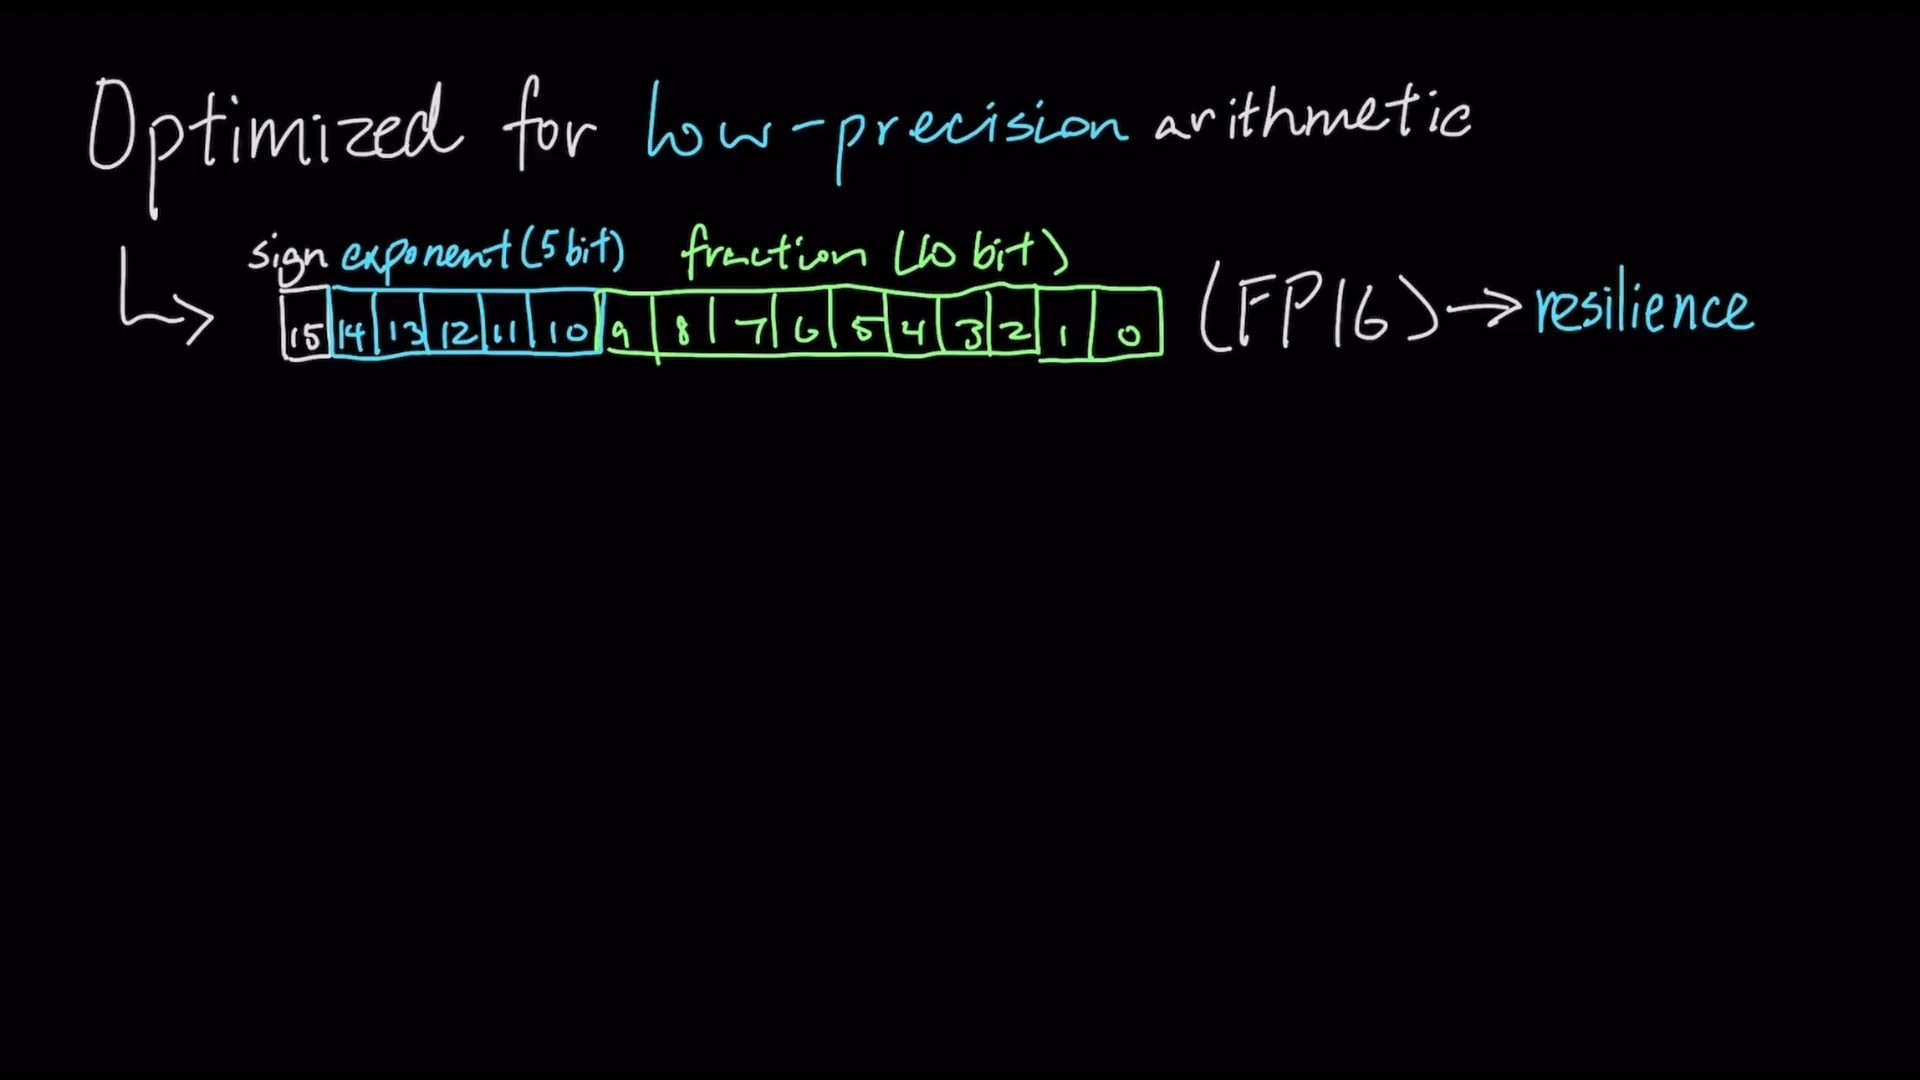 Optimized for low-precision arithmetic
sign exponent (5 bit) fraction (10 bit)
15 14 13 12 11 10 9 8 7 6 5 4 3 2 1 0 (FP16) → resilience